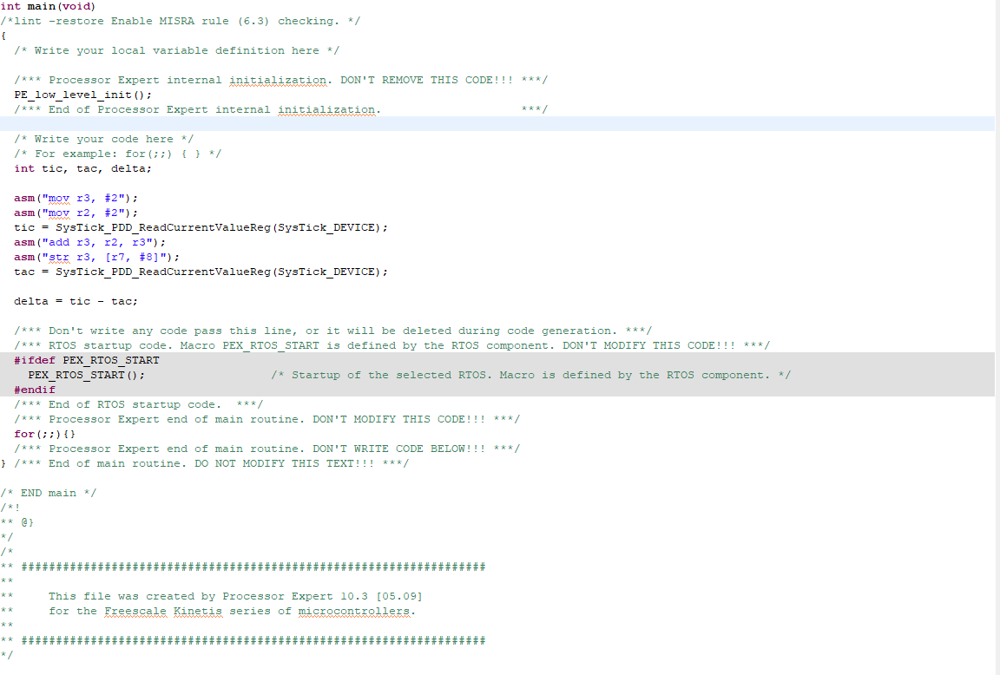 int main(void)
/*lint -restore Enable MISRA rule (6.3) checking. */
{
  /* Write your local variable definition here */

  /*** Processor Expert internal initialization. DON'T REMOVE THIS CODE!!! ***/
  PE_low_level_init();
  /*** End of Processor Expert internal initialization.                    ***/

  /* Write your code here */
  /* For example: for(;;) { } */
  int tic, tac, delta;

  asm("mov r3, #2");
  asm("mov r2, #2");
  tic = SysTick_PDD_ReadCurrentValueReg(SysTick_DEVICE);
  asm("add r3, r2, r3");
  asm("str r3, [r7, #8]");
  tac = SysTick_PDD_ReadCurrentValueReg(SysTick_DEVICE);

  delta = tic - tac;

  /*** Don't write any code pass this line, or it will be deleted during code generation. ***/
  /*** RTOS startup code. Macro PEX_RTOS_START is defined by the RTOS component. DON'T MODIFY THIS CODE!!! ***/
  #ifdef PEX_RTOS_START
    PEX_RTOS_START();                  /* Startup of the selected RTOS. Macro is defined by the RTOS component. */
  #endif
  /*** End of RTOS startup code.  ***/
  /*** Processor Expert end of main routine. DON'T MODIFY THIS CODE!!! ***/
  for(;;){}
  /*** Processor Expert end of main routine. DON'T WRITE CODE BELOW!!! ***/
} /*** End of main routine. DO NOT MODIFY THIS TEXT!!! ***/

/* END main */
/*!
** @}
*/
/*
** ###################################################################
**
**     This file was created by Processor Expert 10.3 [05.09]
**     for the Freescale Kinetis series of microcontrollers.
**
** ###################################################################
*/